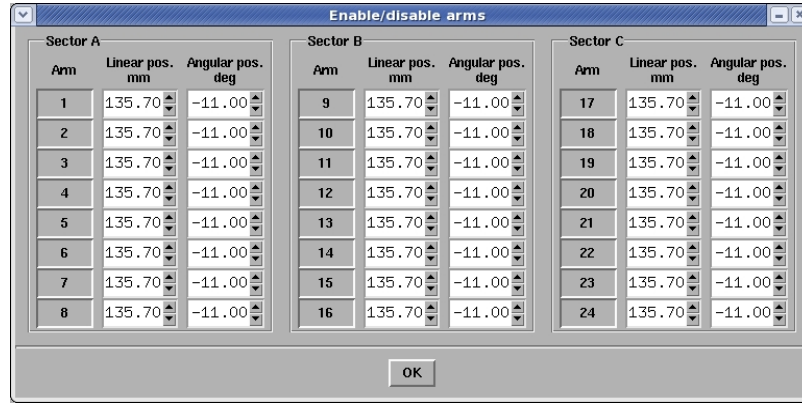 Enable/disable arms
Sector A Sector B Sector C
Arm Linear pos. mm Angular pos. deg Arm Linear pos. mm Angular pos. deg Arm Linear pos. mm Angular pos. deg
1 135.70 -11.00 9 135.70 -11.00 17 135.70 -11.00
2 135.70 -11.00 10 135.70 -11.00 18 135.70 -11.00
3 135.70 -11.00 11 135.70 -11.00 19 135.70 -11.00
4 135.70 -11.00 12 135.70 -11.00 20 135.70 -11.00
5 135.70 -11.00 13 135.70 -11.00 21 135.70 -11.00
6 135.70 -11.00 14 135.70 -11.00 22 135.70 -11.00
7 135.70 -11.00 15 135.70 -11.00 23 135.70 -11.00
8 135.70 -11.00 16 135.70 -11.00 24 135.70 -11.00
OK